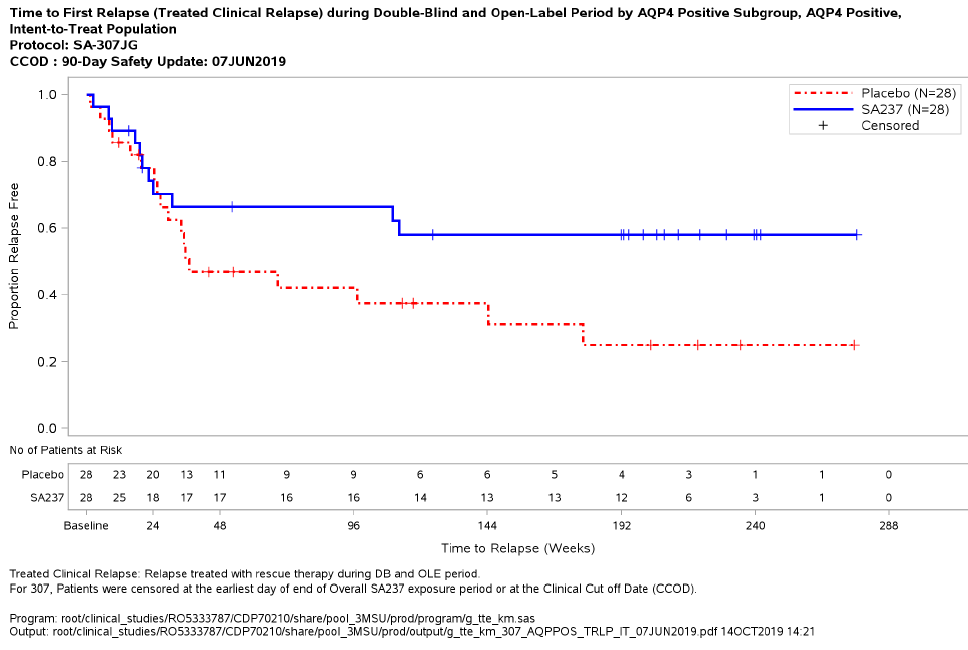 Time to First Relapse (Treated Clinical Relapse) during Double-Blind and Open-Label Period by AQP4 Positive Subgroup, AQP4 Positive,
Intent-to-Treat Population
Protocol: SA-307JG
CCOD : 90-Day Safety Update: 07JUN2019
Placebo (N=28)
SA237 (N=28)
Censored
Proportion Relapse Free
1.0
0.8
0.6
0.4
0.2
0.0
No of Patients at Risk
Placebo 28 23 20 13 11 9 9 6 6 5 4 3 1 1 0
SA237 28 25 18 17 17 16 16 14 13 13 12 6 3 1 0
Baseline 24 48 96 144 192 240 288
Time to Relapse (Weeks)
Treated Clinical Relapse: Relapse treated with rescue therapy during DB and OLE period.
For 307, Patients were censored at the earliest day of end of Overall SA237 exposure period or at the Clinical Cut off Date (CCOD).
Program: root/clinical_studies/RO5333787/CDP70210/share/pool_3MSU/prod/program/g_tte_km.sas
Output: root/clinical_studies/RO5333787/CDP70210/share/pool_3MSU/prod/output/g_tte_km_307_AQPPOS_TRLP_IT_07JUN2019.pdf 14OCT2019 14:21